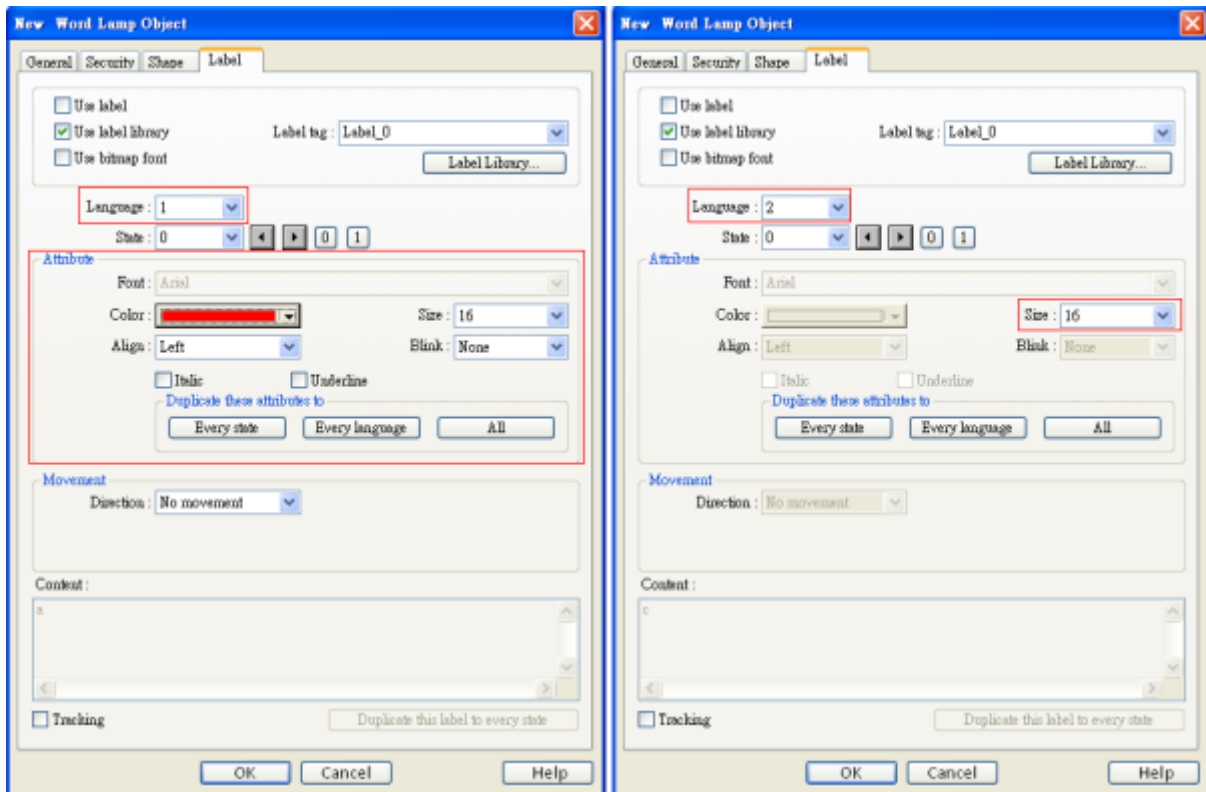 New Word Lamp Object
General Security Shape Label
Use label
Use label library Label tag : Label_0
Use bitmap font Label Library...
Language : 1
State : 0 0 1
Attribute
Font : Arial
Color : Size : 16
Align : Left Blink : None
Italic Underline
Duplicate these attributes to
Every state Every language All
Movement
Direction : No movement
Content :
a
Tracking Duplicate this label to every state
OK Cancel Help
New Word Lamp Object
General Security Shape Label
Use label
Use label library Label tag : Label_0
Use bitmap font Label Library...
Language : 2
State : 0 0 1
Attribute
Font : Arial
Color : Size : 16
Align : Left Blink : None
Italic Underline
Duplicate these attributes to
Every state Every language All
Movement
Direction : No movement
Content :
c
Tracking Duplicate this label to every state
OK Cancel Help